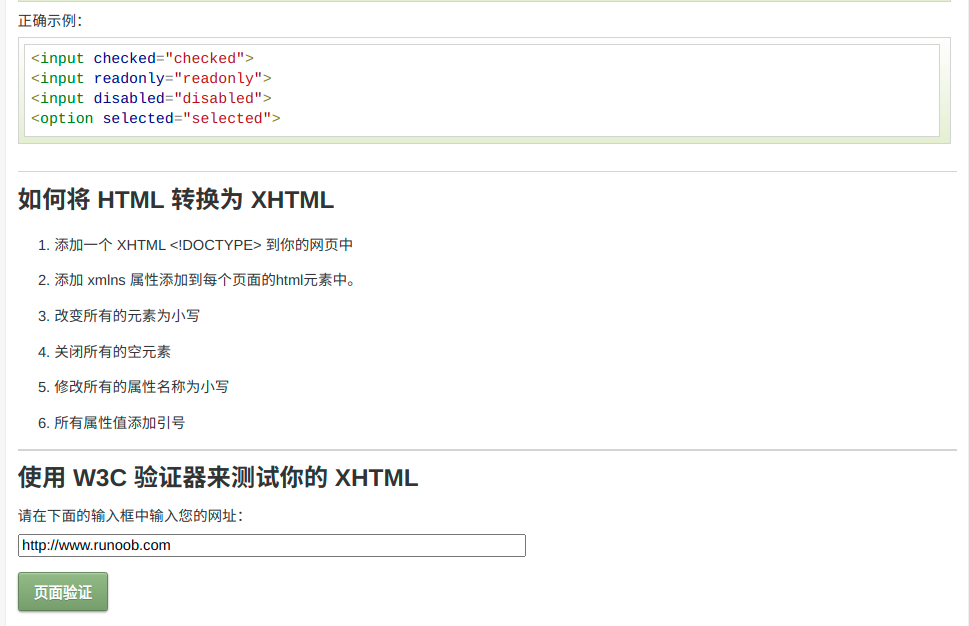 正确示例：
<input checked="checked">
<input readonly="readonly">
<input disabled="disabled">
<option selected="selected">
如何将 HTML 转换为 XHTML
1. 添加一个 XHTML <!DOCTYPE> 到你的网页中
2. 添加 xmlns 属性添加到每个页面的html元素中。
3. 改变所有的元素为小写
4. 关闭所有的空元素
5. 修改所有的属性名称为小写
6. 所有属性值添加引号
使用 W3C 验证器来测试你的 XHTML
请在下面的输入框中输入您的网址：
http://www.runoob.com
页面验证